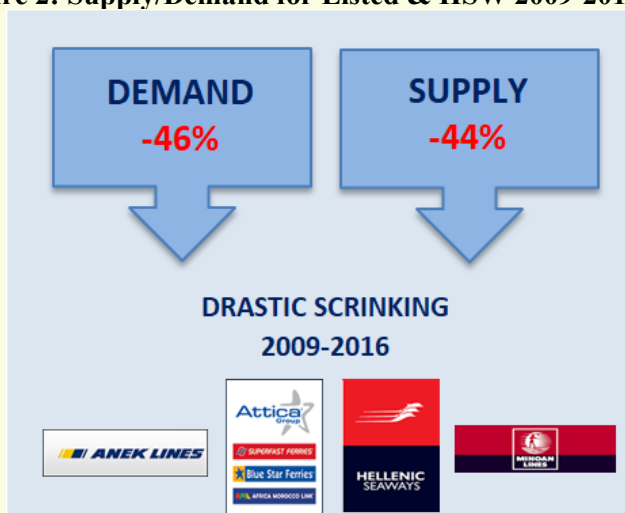 re 2: Supply/Demand for Listed & HSW 2009-201
DEMAND
-46%
SUPPLY
-44%
DRASTIC SCRINKING
2009-2016
ANEK LINES
Attica
Group
SUPERFAST FERRIES
Blue Star Ferries
AFRICA MOROCCO LINK
HELLENIC
SEAWAYS
MINOAN
LINES